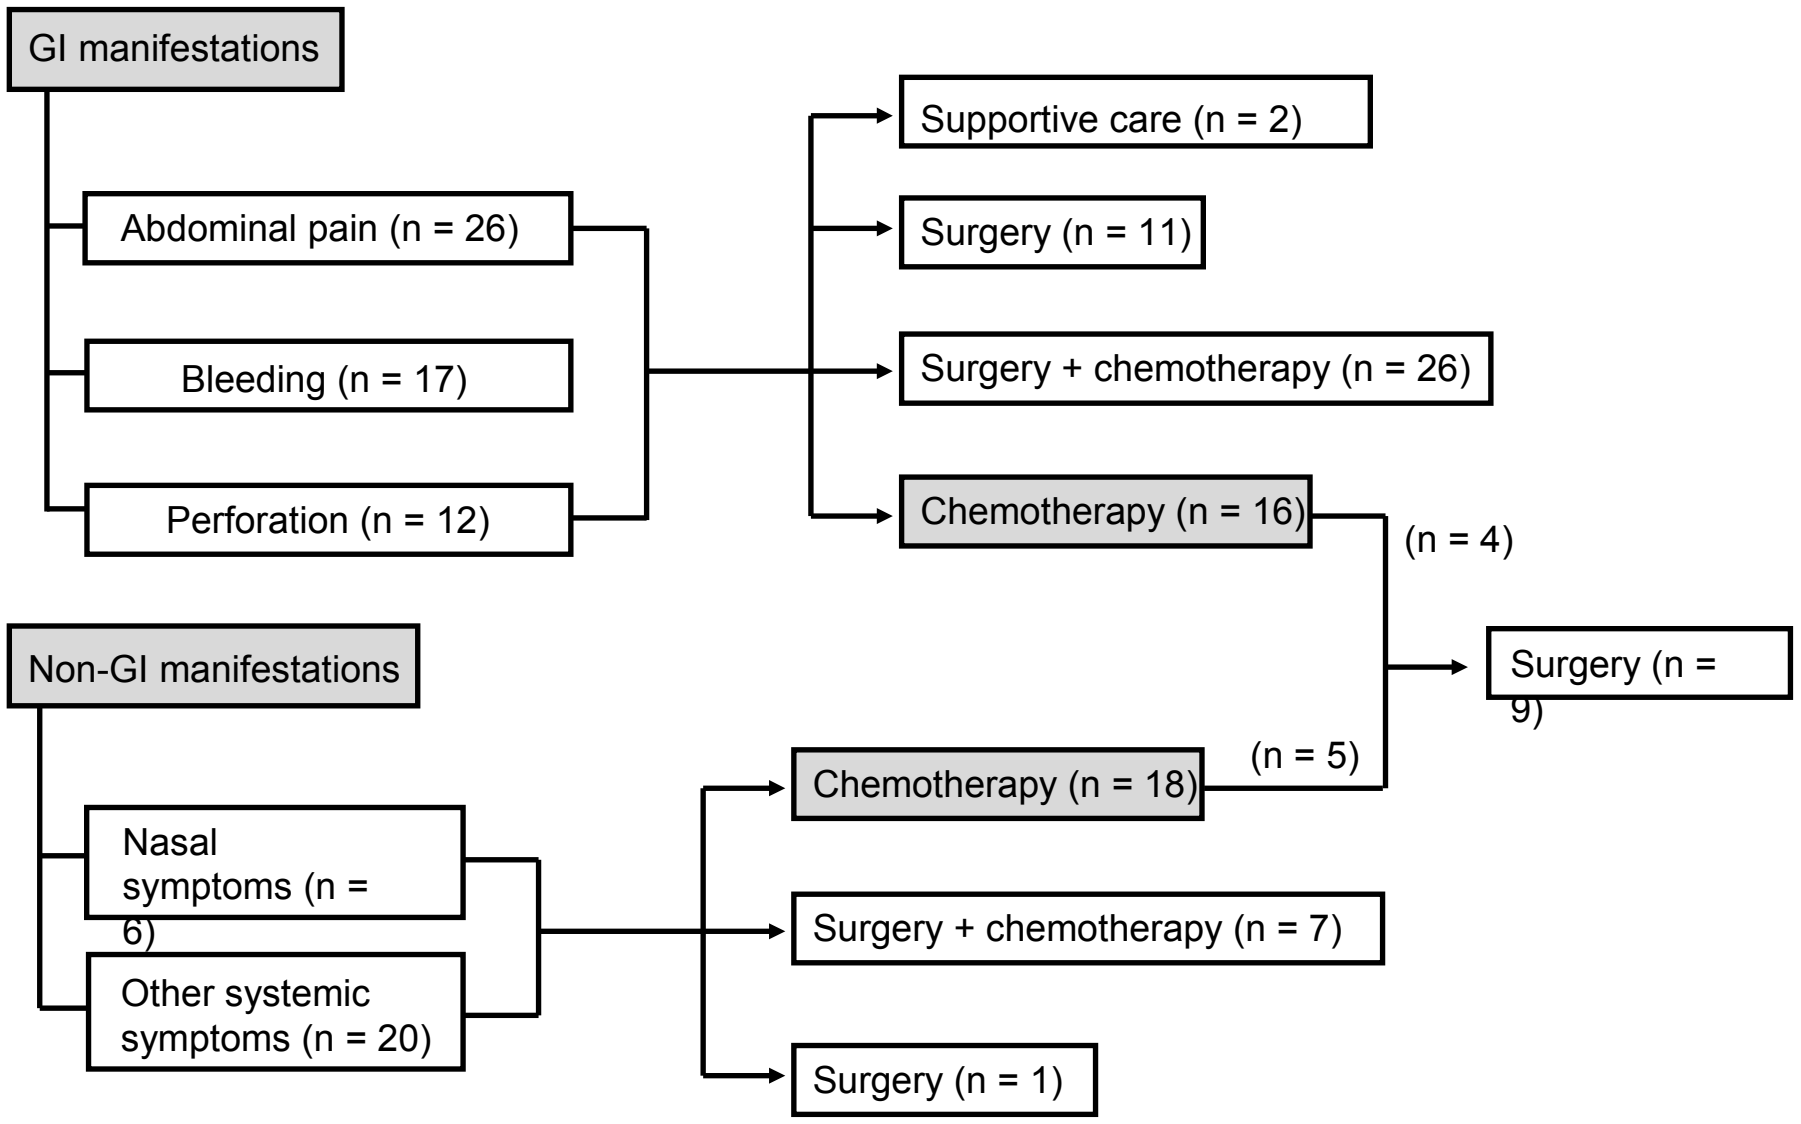 GI manifestations
Supportive care (n = 2)
Abdominal pain (n = 26)
Surgery (n = 11)
Bleeding (n = 17)
Surgery + chemotherapy (n = 26)
Perforation (n = 12)
Chemotherapy (n = 16)
(n = 4)
Non-GI manifestations
Surgery (n =
9)
(n = 5)
Chemotherapy (n = 18)
Nasal
symptoms (n =
6)
Surgery + chemotherapy (n = 7)
Other systemic
symptoms (n = 20)
Surgery (n = 1)